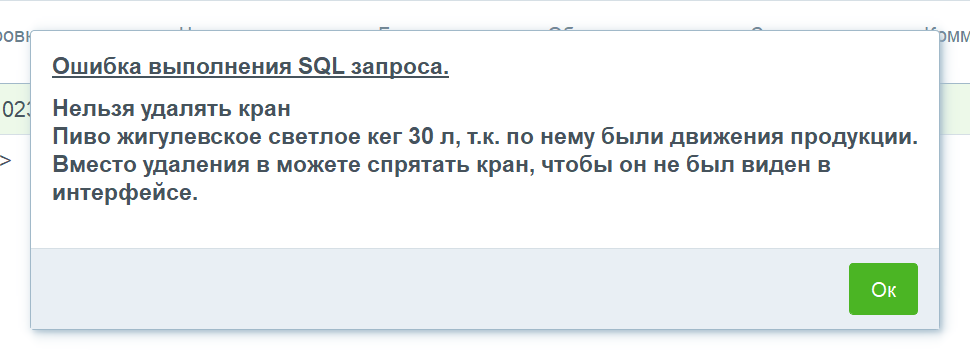 Ошибка выполнения SQL запроса.
Нельзя удалять кран
Пиво жигулевское светлое кег 30 л, т.к. по нему были движения продукции.
Вместо удаления в можете спрятать кран, чтобы он не был виден в
интерфейсе.
023
>
Ок